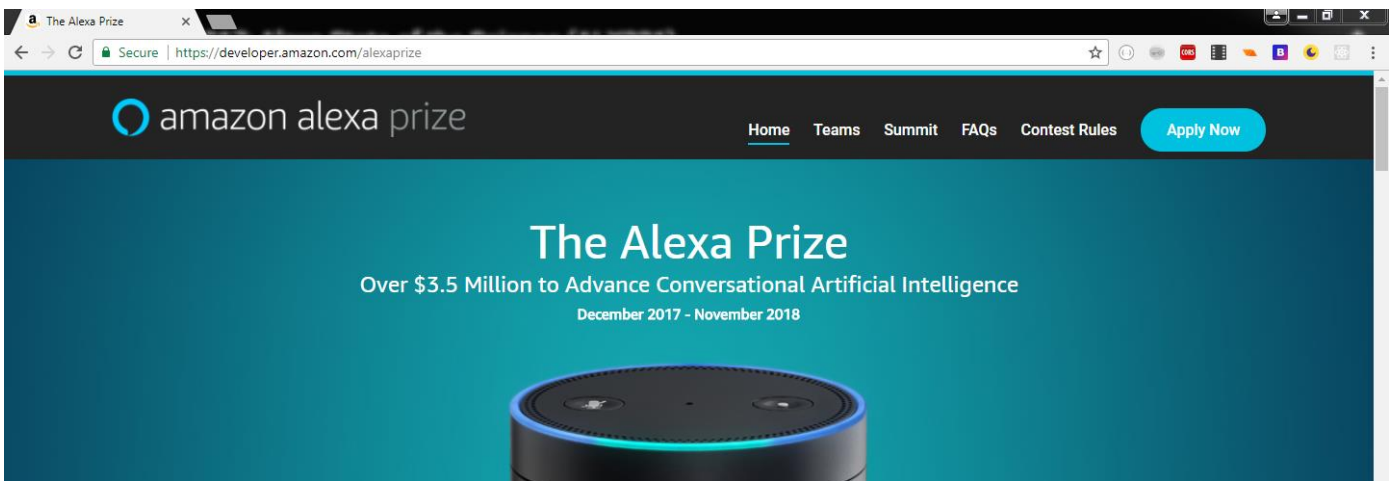 The Alexa Prize
Secure | https://developer.amazon.com/alexaprize
CORS
B
amazon alexa prize
Home Teams Summit FAQs Contest Rules Apply Now
The Alexa Prize
Over $3.5 Million to Advance Conversational Artificial Intelligence
December 2017 - November 2018